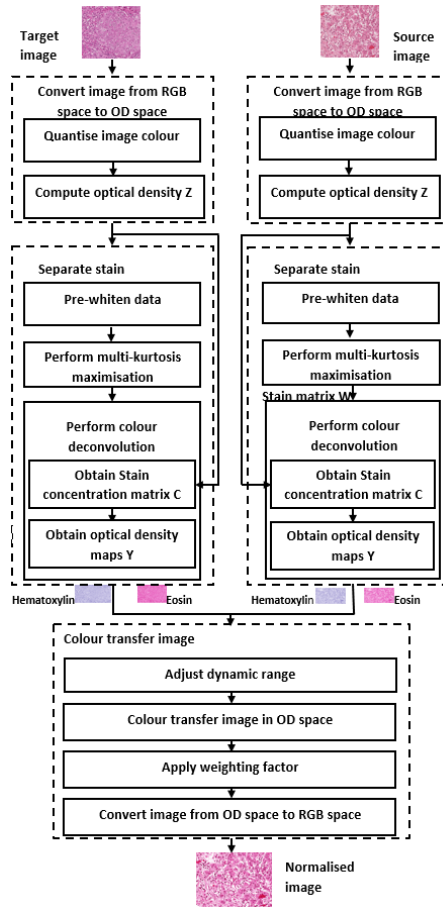 Target
image
Source
image
Convert image from RGB
space to OD space
Quantise image colour
Compute optical density Z
Convert image from RGB
space to OD space
Quantise image colour
Compute optical density Z
Separate stain
Pre-whiten data
Perform multi-kurtosis
maximisation
Perform colour
deconvolution
Obtain Stain
concentration matrix C
Obtain optical density
maps Y
Hematoxylin
Eosin
Separate stain
Pre-whiten data
Perform multi-kurtosis
maximisation
Stain matrix W
Perform colour
deconvolution
Obtain Stain
concentration matrix C
Obtain optical density
maps Y
Hematoxylin
Eosin
Colour transfer image
Adjust dynamic range
Colour transfer image in OD space
Apply weighting factor
Convert image from OD space to RGB space
Normalised
image